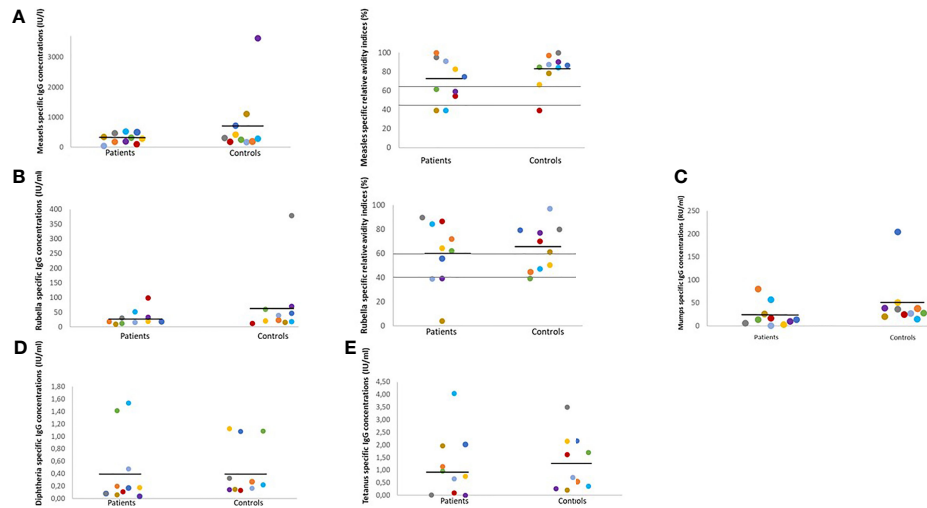 A
Measels specific IgG conecntrations (IU/l)
3000
2000
1000
0
Patients
Controls
Measles specific relative avidity indices (%)
100
80
60
40
20
0
Patients
Controls
B
Rubella specific IgG concentrations (IU/ml)
400
350
300
250
200
150
100
50
0
Patients
Controls
Rubella specific relative avidity indices (%)
100
80
60
40
20
0
Patients
Controls
C
Mumps specific IgG concentrations (RU/ml)
250
200
150
100
50
0
Patients
Controls
D
Diphtheria specific IgG concentrations (IU/ml)
1,80
1,60
1,40
1,20
1,00
0,80
0,60
0,40
0,20
0,00
Patients
Controls
E
Tetanus specific IgG concentrations (IU/ml)
4,50
4,00
3,50
3,00
2,50
2,00
1,50
1,00
0,50
0,00
Patients
Controls